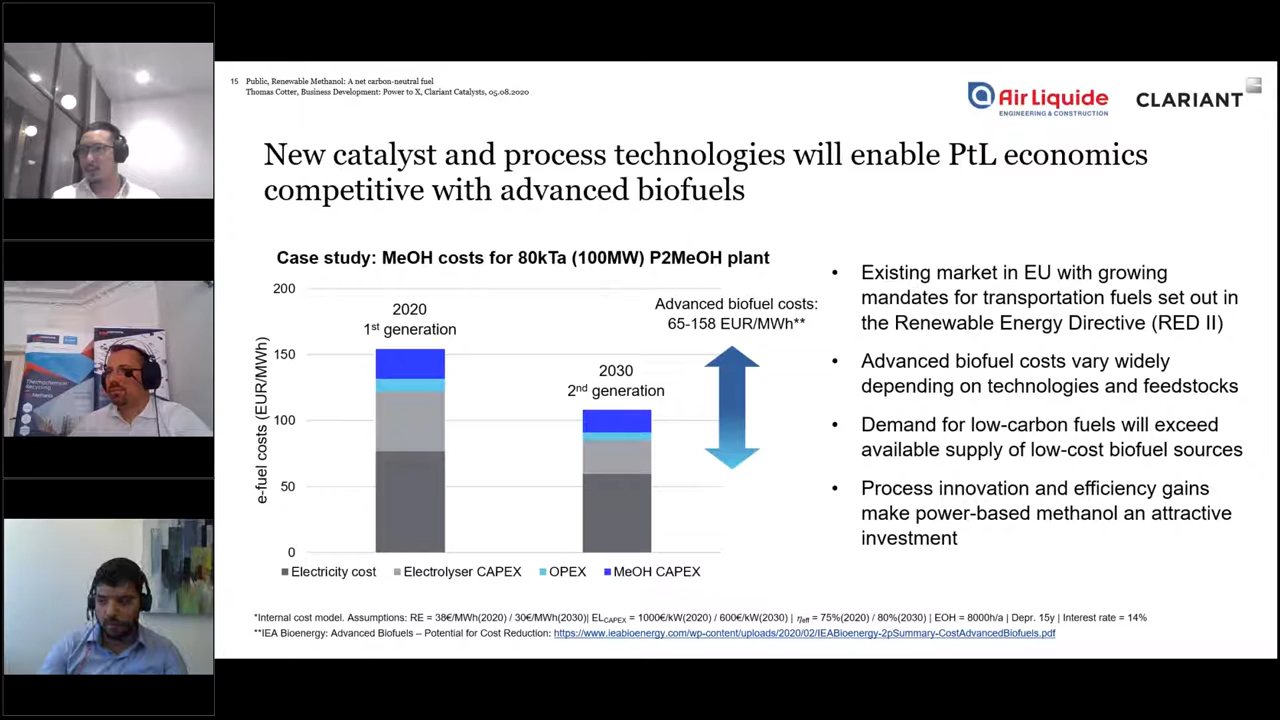 15 Public, Renewable Methanol: A net carbon-neutral fuel
Thomas Cotter, Business Development: Power to X, Clariant Catalysts, 05.08.2020
Air Liquide
ENGINEERING & CONSTRUCTION
CLARIANT
New catalyst and process technologies will enable PtL economics
competitive with advanced biofuels
Case study: MeOH costs for 80kTa (100MW) P2MeOH plant
e-fuel costs (EUR/MWh)
200
150
100
50
0
2020
1st generation
2030
2nd generation
Advanced biofuel costs:
65-158 EUR/MWh**
Electricity cost
Electrolyser CAPEX
OPEX
MeOH CAPEX
• Existing market in EU with growing
mandates for transportation fuels set out in
the Renewable Energy Directive (RED II)
• Advanced biofuel costs vary widely
depending on technologies and feedstocks
• Demand for low-carbon fuels will exceed
available supply of low-cost biofuel sources
• Process innovation and efficiency gains
make power-based methanol an attractive
investment
*Internal cost model. Assumptions: RE = 38€/MWh(2020) / 30€/MWh(2030)| ELCAPEX = 1000€/kW(2020) / 600€/kW(2030) | ηeff = 75%(2020) / 80%(2030) | EOH = 8000h/a | Depr. 15y | Interest rate = 14%
**IEA Bioenergy: Advanced Biofuels – Potential for Cost Reduction: https://www.ieabioenergy.com/wp-content/uploads/2020/02/IEABioenergy-2pSummary-CostAdvancedBiofuels.pdf